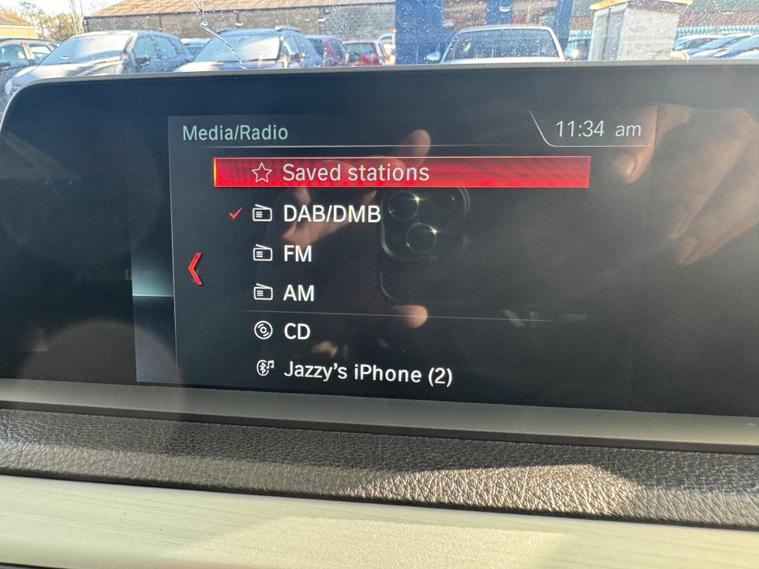 Media/Radio
11:34 am
Saved stations
DAB/DMB
FM
AM
CD
Jazzy's iPhone (2)